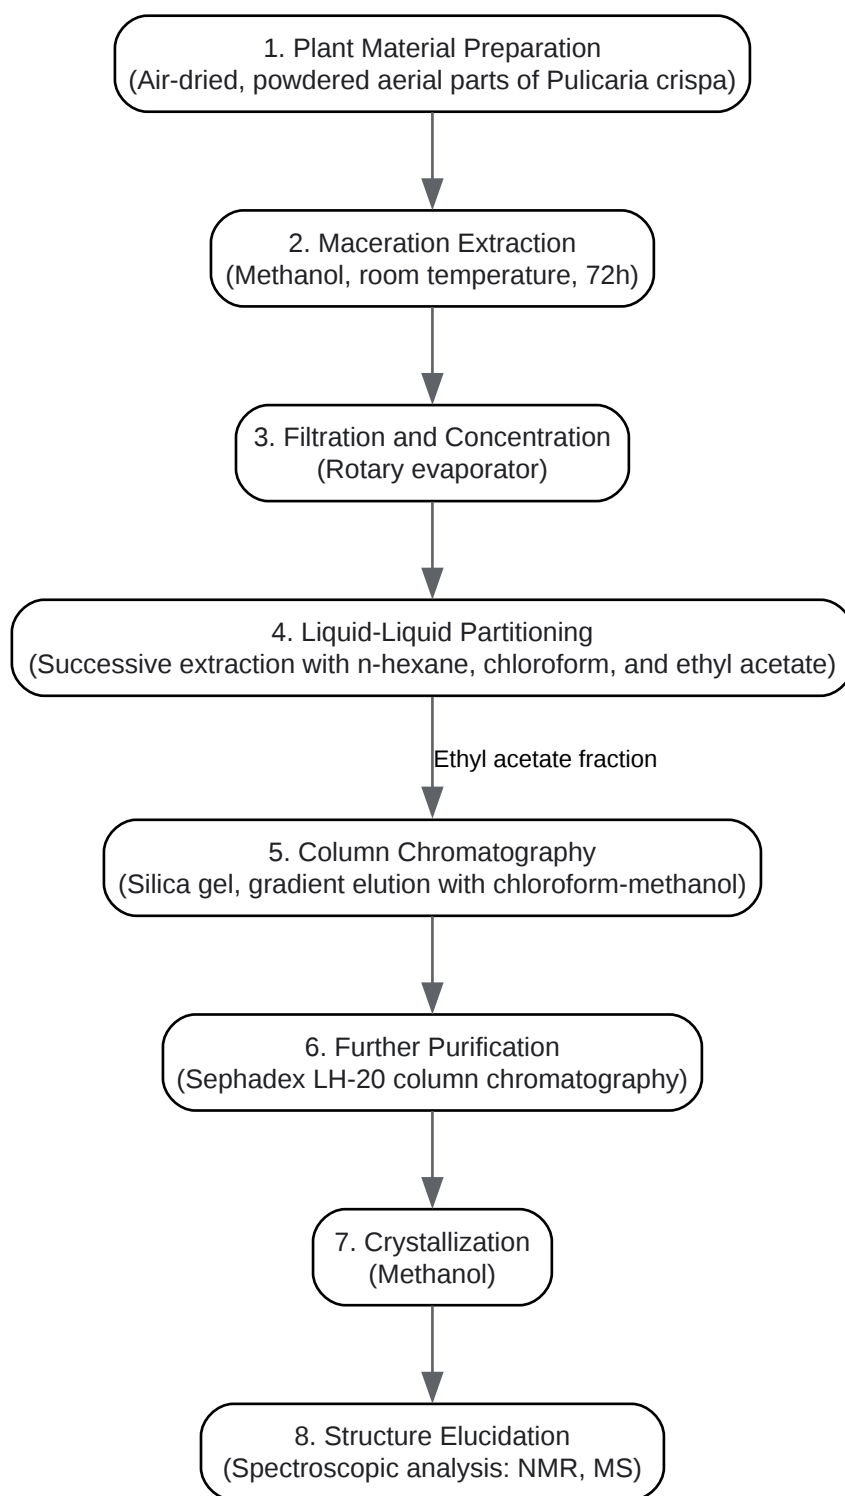 1. Plant Material Preparation
(Air-dried, powdered aerial parts of Pulicaria crispa)
2. Maceration Extraction
(Methanol, room temperature, 72h)
3. Filtration and Concentration
(Rotary evaporator)
4. Liquid-Liquid Partitioning
(Successive extraction with n-hexane, chloroform, and ethyl acetate)
Ethyl acetate fraction
5. Column Chromatography
(Silica gel, gradient elution with chloroform-methanol)
6. Further Purification
(Sephadex LH-20 column chromatography)
7. Crystallization
(Methanol)
8. Structure Elucidation
(Spectroscopic analysis: NMR, MS)